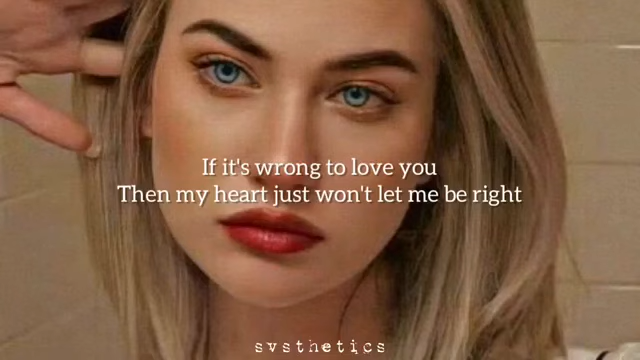 If it's wrong to love you
Then my heart just won't let me be right
svsthetics